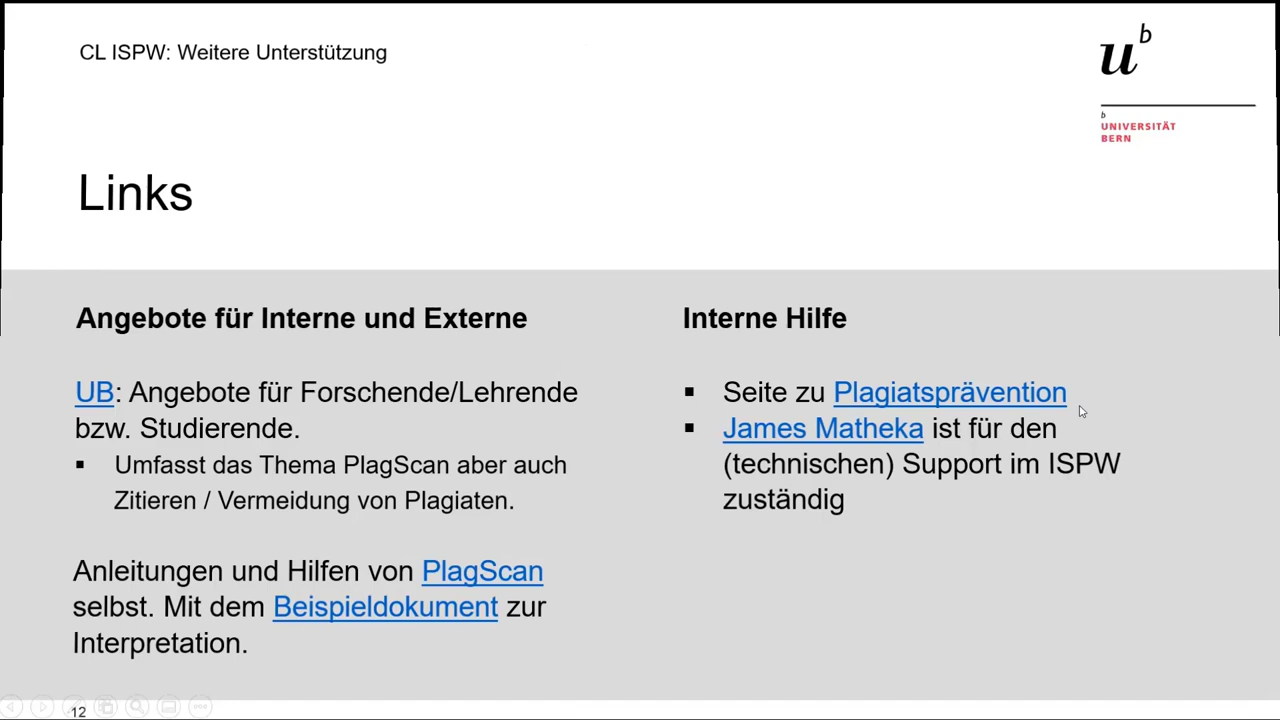 CL ISPW: Weitere Unterstützung
u b
b
UNIVERSITÄT
BERN
Links
Angebote für Interne und Externe
UB: Angebote für Forschende/Lehrende
bzw. Studierende.
▪ Umfasst das Thema PlagScan aber auch
Zitieren / Vermeidung von Plagiaten.
Anleitungen und Hilfen von PlagScan
selbst. Mit dem Beispieldokument zur
Interpretation.
Interne Hilfe
▪ Seite zu Plagiatsprävention
▪ James Matheka ist für den
(technischen) Support im ISPW
zuständig
12